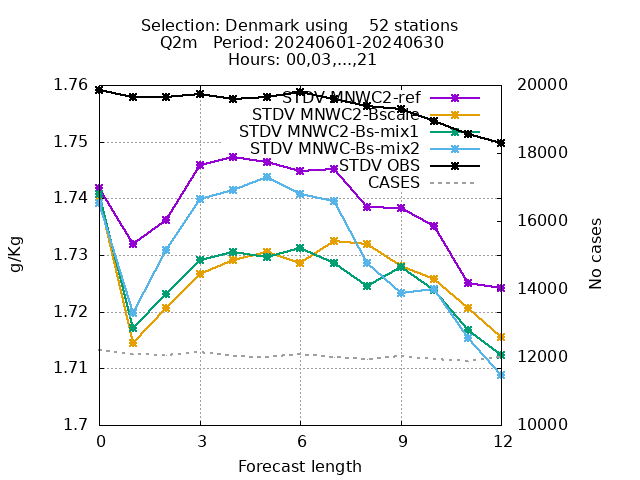 Selection: Denmark using    52 stations
Q2m   Period: 20240601-20240630
Hours: 00,03,...,21
1.76
1.75
1.74
1.73
1.72
1.71
1.7
g/Kg
STDV MNWC2-ref
STDV MNWC2-Bscale
STDV MNWC2-Bs-mix1
STDV MNWC-Bs-mix2
STDV OBS
CASES
20000
18000
16000
14000
12000
10000
No cases
0 3 6 9 12
Forecast length